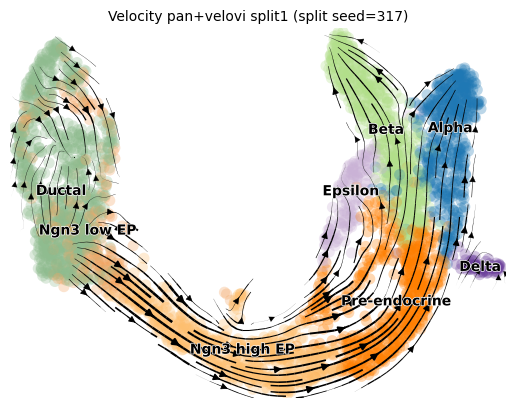 Velocity pan+velovi split1 (split seed=317)
Beta
Alpha
Ductal
Epsilon
Ngn3 low EP
Delta
Pre-endocrine
Ngn3 high EP